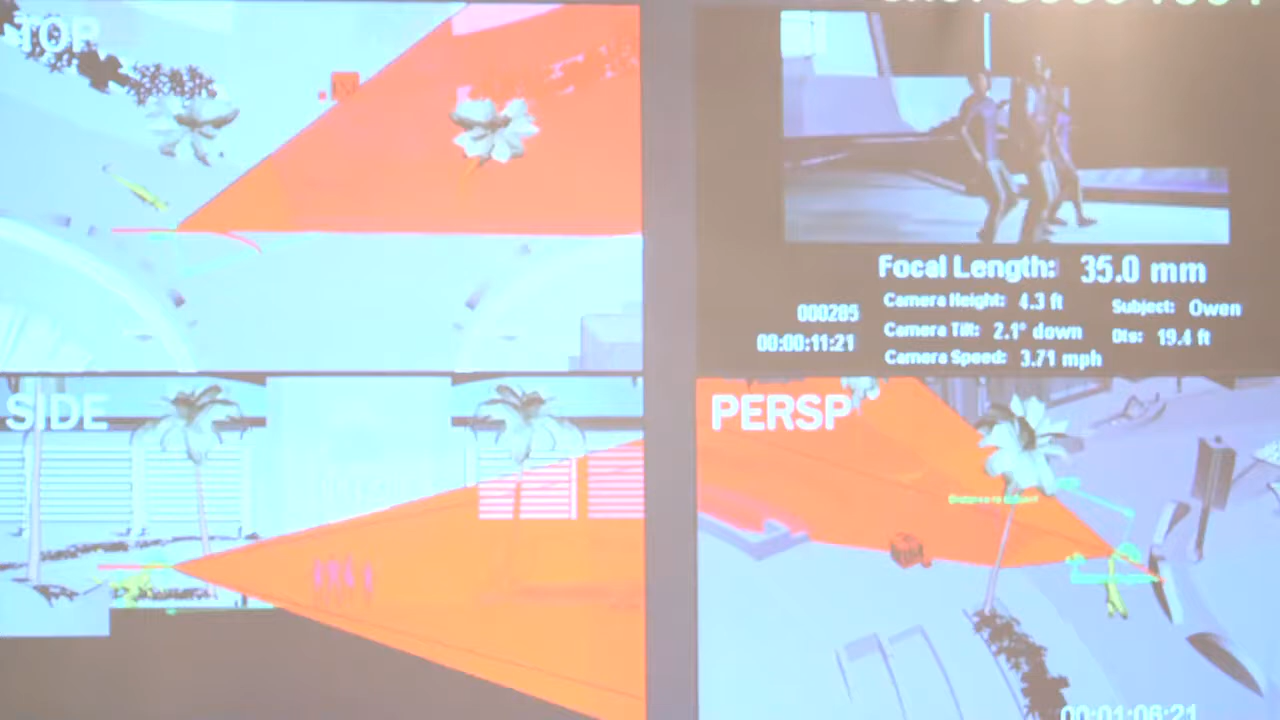 TOP
Focal Length: 35.0 mm
000285
Camera Height: 4.3 ft
Subject: Owen
00:00:11:21
Camera Tilt: 2.1° down
Dts: 19.4 ft
Camera Speed: 3.71 mph
SIDE
PERSP
00:01:06:21